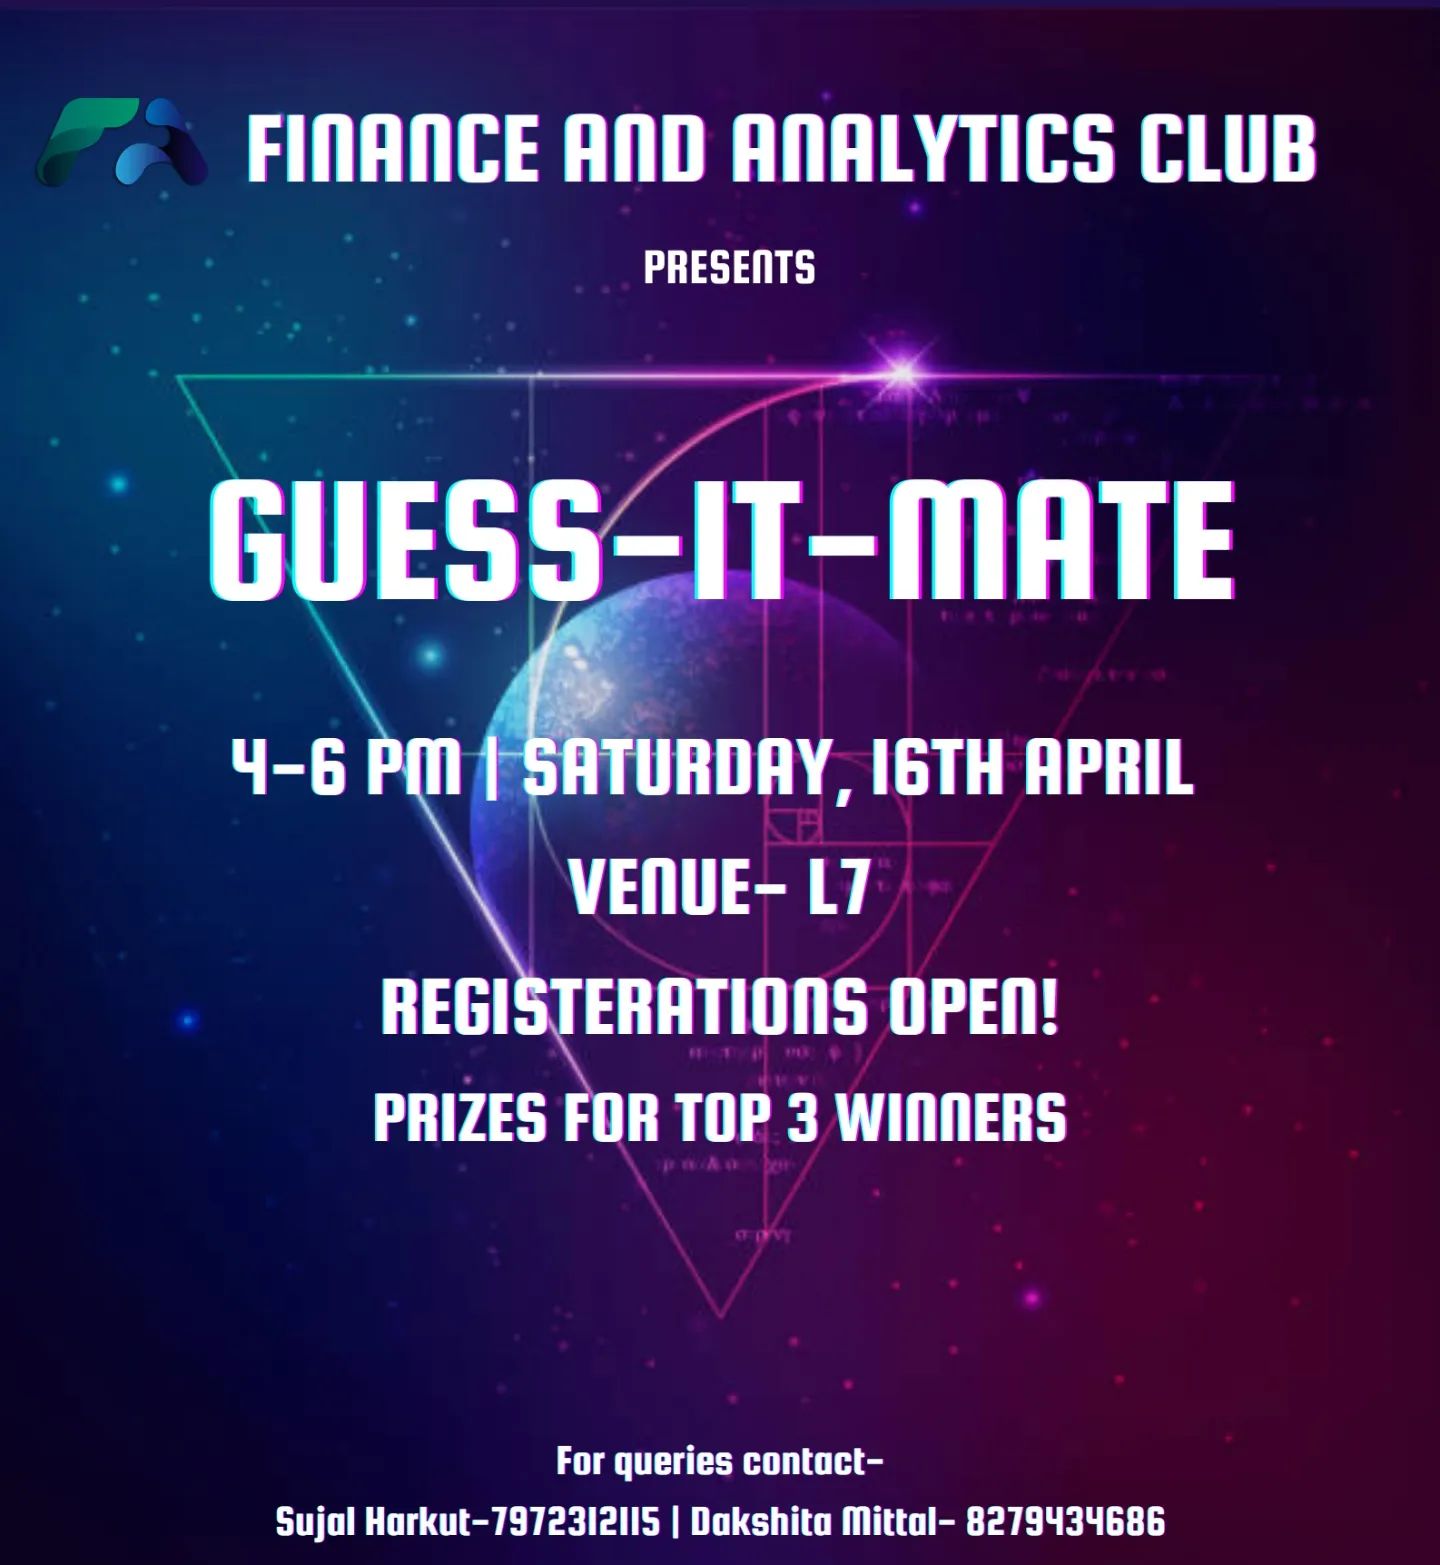 FINANCE AND ANALYTICS CLUB
PRESENTS
GUESS-IT-MATE
4-6 PM | SATURDAY, 16TH APRIL
VENUE- L7
REGISTERATIONS OPEN!
PRIZES FOR TOP 3 WINNERS
For queries contact-
Sujal Harkut-7972312115 | Dakshita Mittal- 8279434686